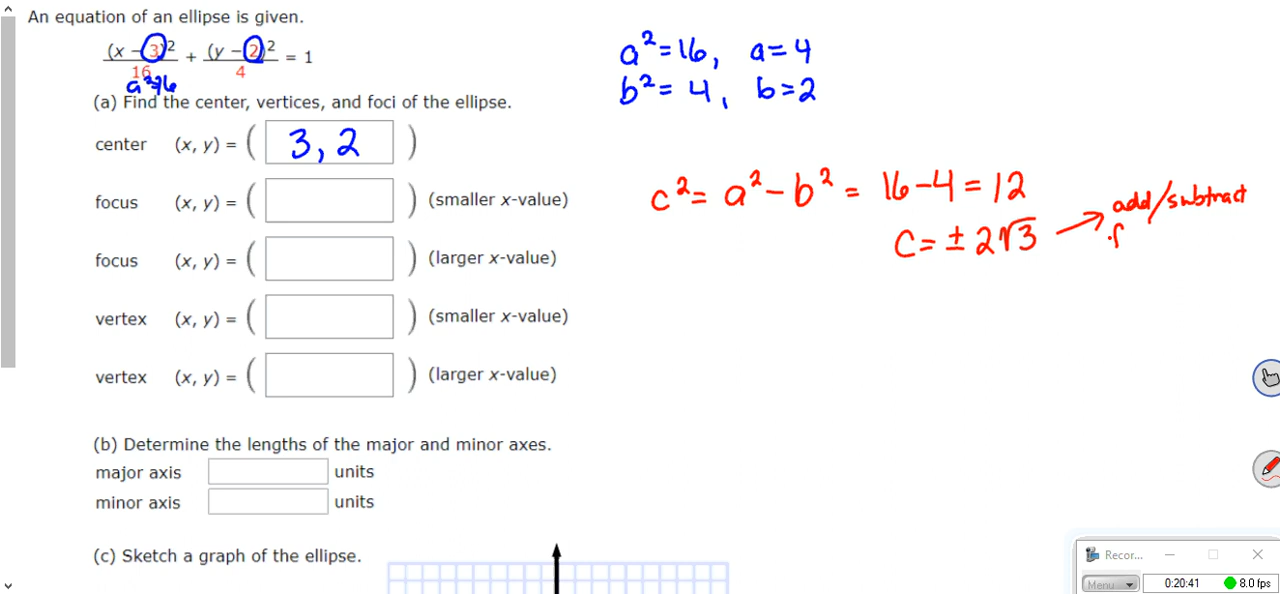 An equation of an ellipse is given.
(x − 3)²/16 + (y − 2)²/4 = 1
a²=16
a² = 16, a = 4
b² = 4, b = 2
(a) Find the center, vertices, and foci of the ellipse.
center (x, y) = ( 3, 2 )
c² = a² − b² = 16 − 4 = 12
focus (x, y) = ( ) (smaller x-value)
add/subtract
c = ± 2√3
focus (x, y) = ( ) (larger x-value)
vertex (x, y) = ( ) (smaller x-value)
vertex (x, y) = ( ) (larger x-value)
(b) Determine the lengths of the major and minor axes.
major axis units
minor axis units
(c) Sketch a graph of the ellipse.
Recor...
Menu 0:20:41 8.0 fps